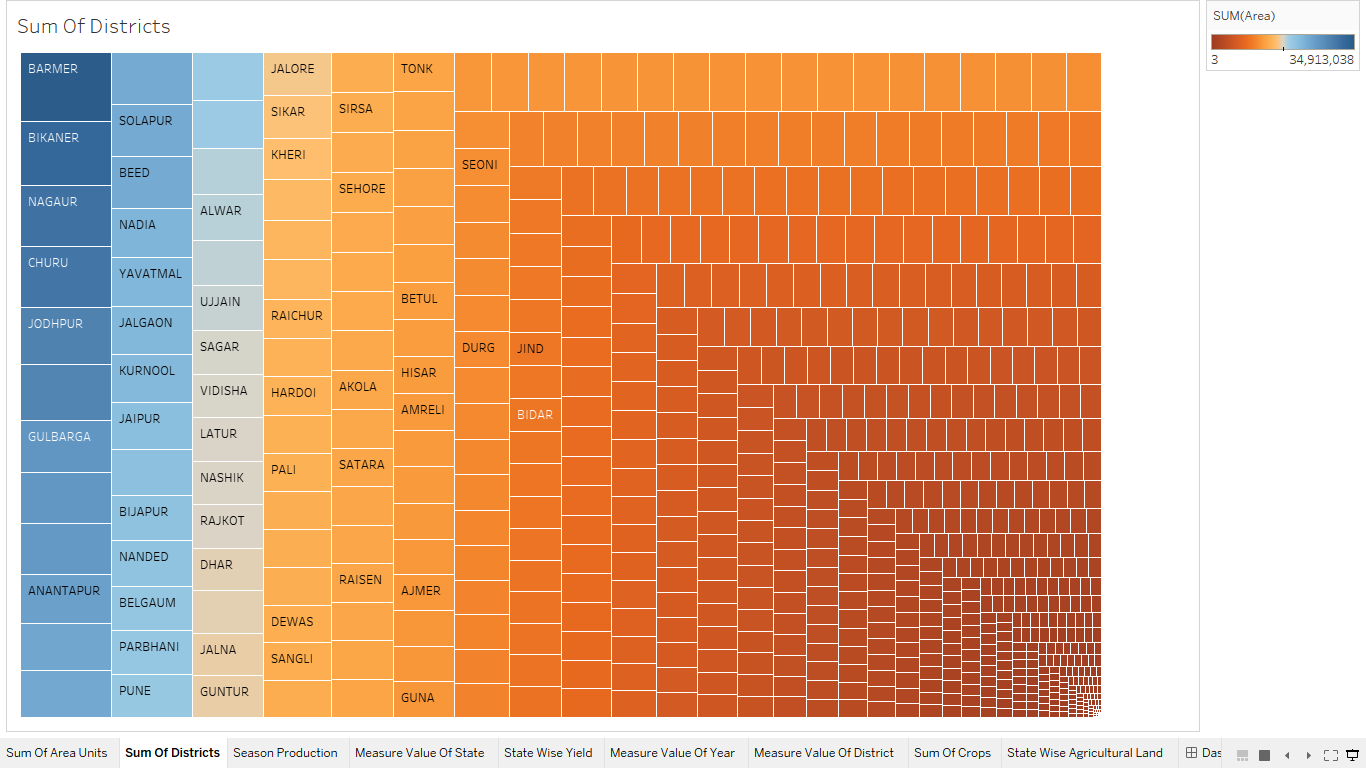 Sum Of Districts
SUM(Area)
3 34,913,038
BARMER
BIKANER
NAGAUR
CHURU
JODHPUR
GULBARGA
ANANTAPUR
SOLAPUR
BEED
NADIA
YAVATMAL
JALGAON
KURNOOL
JAIPUR
BIJAPUR
NANDED
BELGAUM
PARBHANI
PUNE
ALWAR
UJJAIN
SAGAR
VIDISHA
LATUR
NASHIK
RAJKOT
DHAR
JALNA
GUNTUR
JALORE
SIKAR
KHERI
RAICHUR
HARDOI
PALI
DEWAS
SANGLI
SIRSA
SEHORE
AKOLA
SATARA
RAISEN
TONK
BETUL
HISAR
AMRELI
AJMER
GUNA
SEONI
DURG
JIND
BIDAR
Sum Of Area Units Sum Of Districts Season Production Measure Value Of State State Wise Yield Measure Value Of Year Measure Value Of District Sum Of Crops State Wise Agricultural Land Das